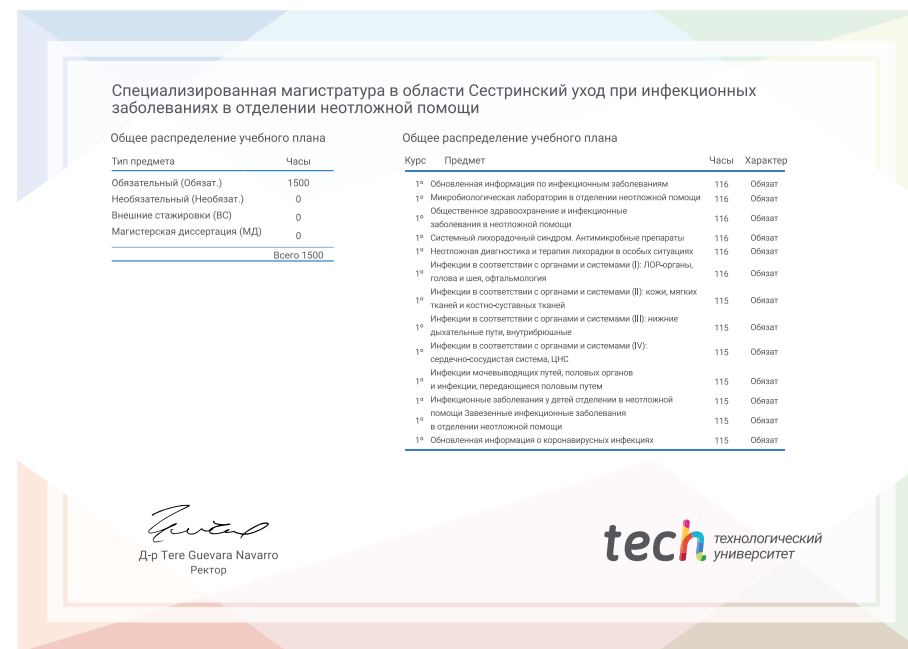 Специализированная магистратура в области Сестринский уход при инфекционных
заболеваниях в отделении неотложной помощи
Общее распределение учебного плана
Тип предмета Часы
Обязательный (Обязат.) 1500
Необязательный (Необязат.) 0
Внешние стажировки (ВС) 0
Магистерская диссертация (МД) 0
Всего 1500
Общее распределение учебного плана
Курс Предмет Часы Характер
1º Обновленная информация по инфекционным заболеваниям 116 Обязат
1º Микробиологическая лаборатория в отделении неотложной помощи 116 Обязат
Общественное здравоохранение и инфекционные
1º заболевания в неотложной помощи 116 Обязат
1º Системный лихорадочный синдром. Антимикробные препараты 116 Обязат
1º Неотложная диагностика и терапия лихорадки в особых ситуациях 116 Обязат
Инфекции в соответствии с органами и системами (I): ЛОР-органы,
1º голова и шея, офтальмология 116 Обязат
Инфекции в соответствии с органами и системами (II): кожи, мягких
1º тканей и костно-суставных тканей 115 Обязат
Инфекции в соответствии с органами и системами (III): нижние
1º дыхательные пути, внутрибрюшные 115 Обязат
Инфекции в соответствии с органами и системами (IV):
1º сердечно-сосудистая система, ЦНС 115 Обязат
Инфекции мочевыводящих путей, половых органов
1º и инфекции, передающиеся половым путем 115 Обязат
1º Инфекционные заболевания у детей отделении в неотложной 115 Обязат
помощи Завезенные инфекционные заболевания
1º в отделении неотложной помощи 115 Обязат
1º Обновленная информация о коронавирусных инфекциях 115 Обязат
Д-р Tere Guevara Navarro
Ректор
tech технологический
университет